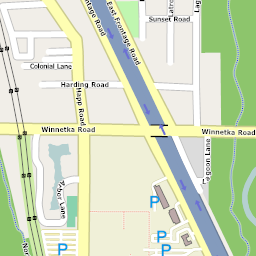 Sunset Road
East Frontage Road
Frontage Road
Colonial Lane
Harding Road
Happ Road
Winnetka Road
Winnetka Road
Lagoon Lane
Arbor Lane
P
P
P
P